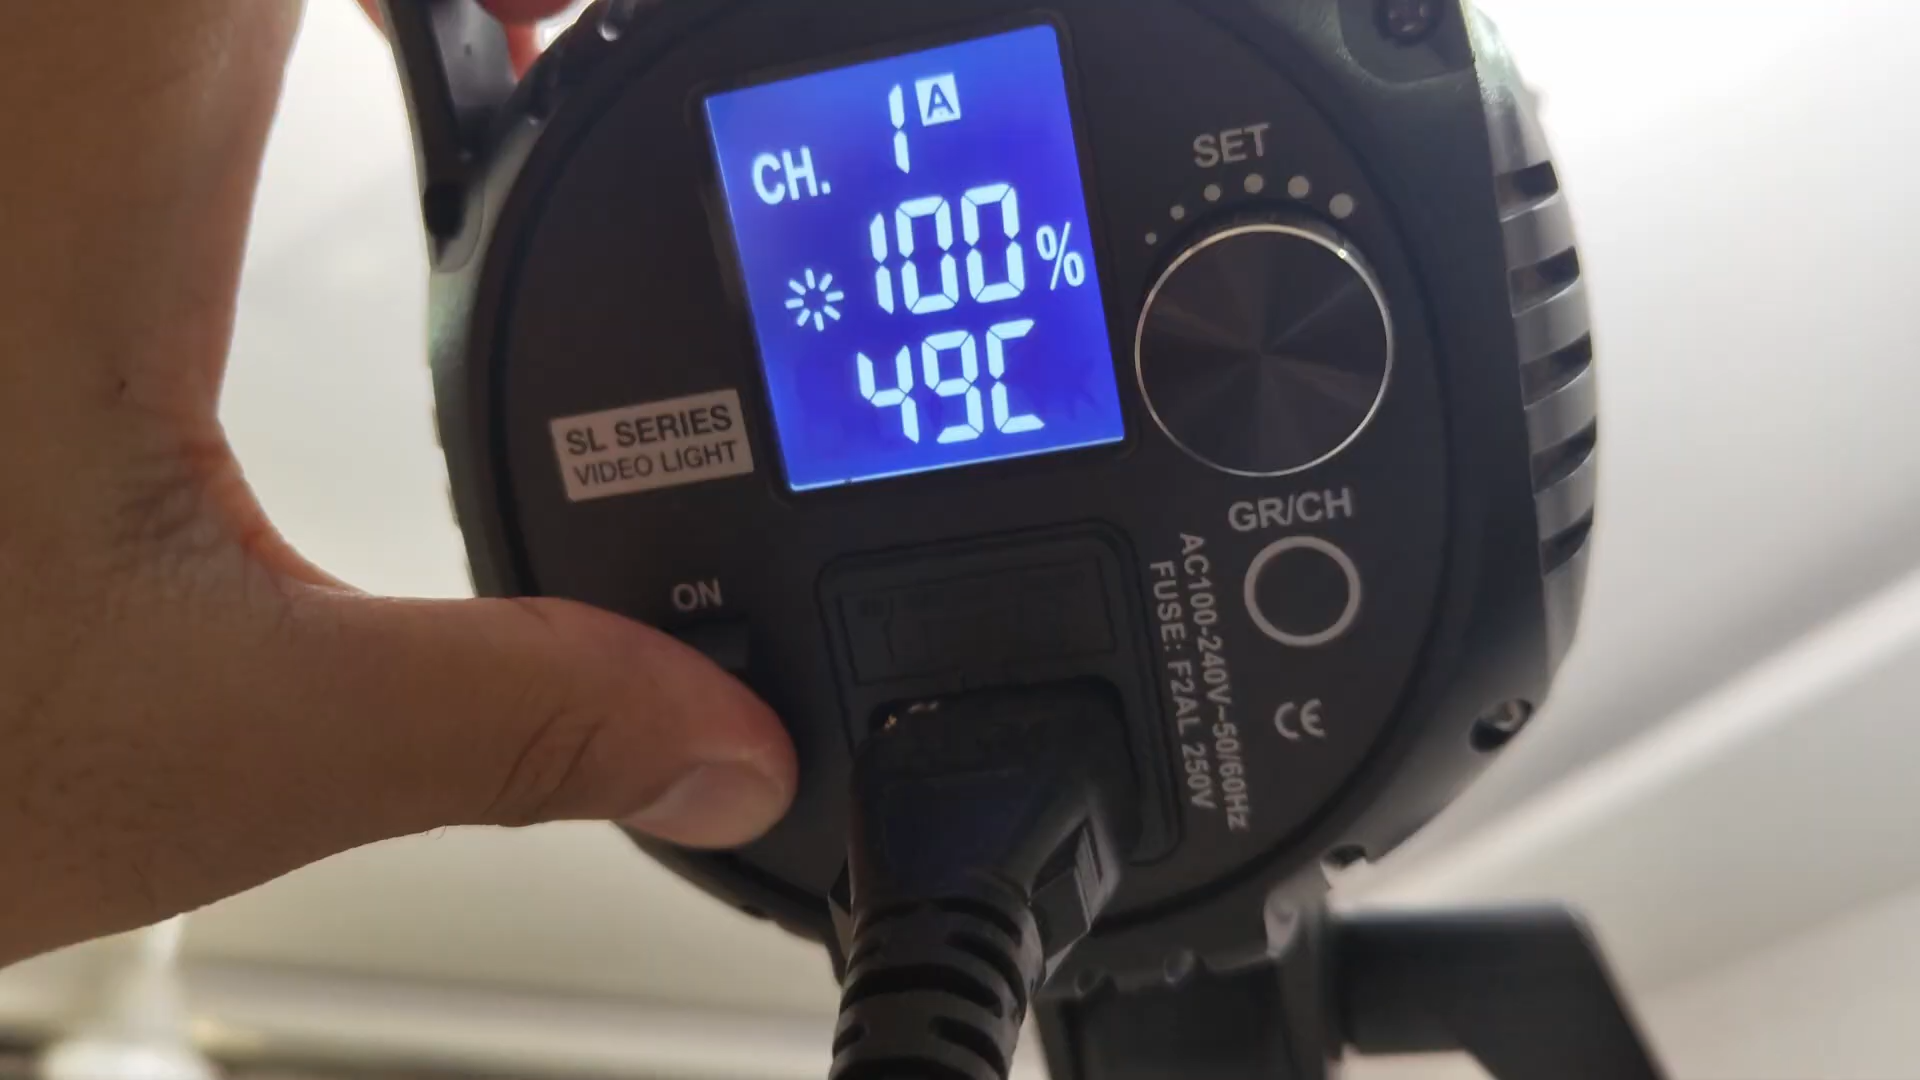 CH. 1 A
100%
49C
SET
SL SERIES
VIDEO LIGHT
ON
GR/CH
AC100-240V~50/60Hz
FUSE: F2AL 250V
CE